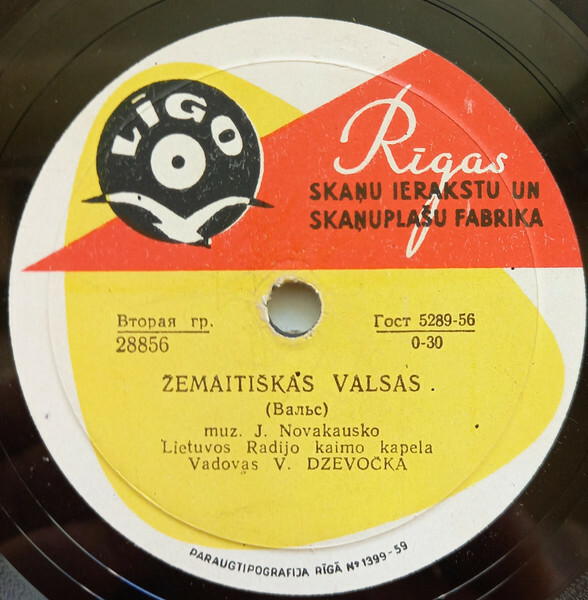 LĪGO
Rīgas
SKAŅU IERAKSTU UN
SKAŅUPLAŠU FABRIKA
Вторая гр.
28856
Гост 5289-56
0-30
ŽEMAITIŠKAS VALSAS.
(Вальс)
muz. J. Novakausko
Lietuvos Radijo kaimo kapela
Vadovas V. DZEVOČKA
PARAUGTIPOGRAFIJA RĪGĀ Nº 1399-59